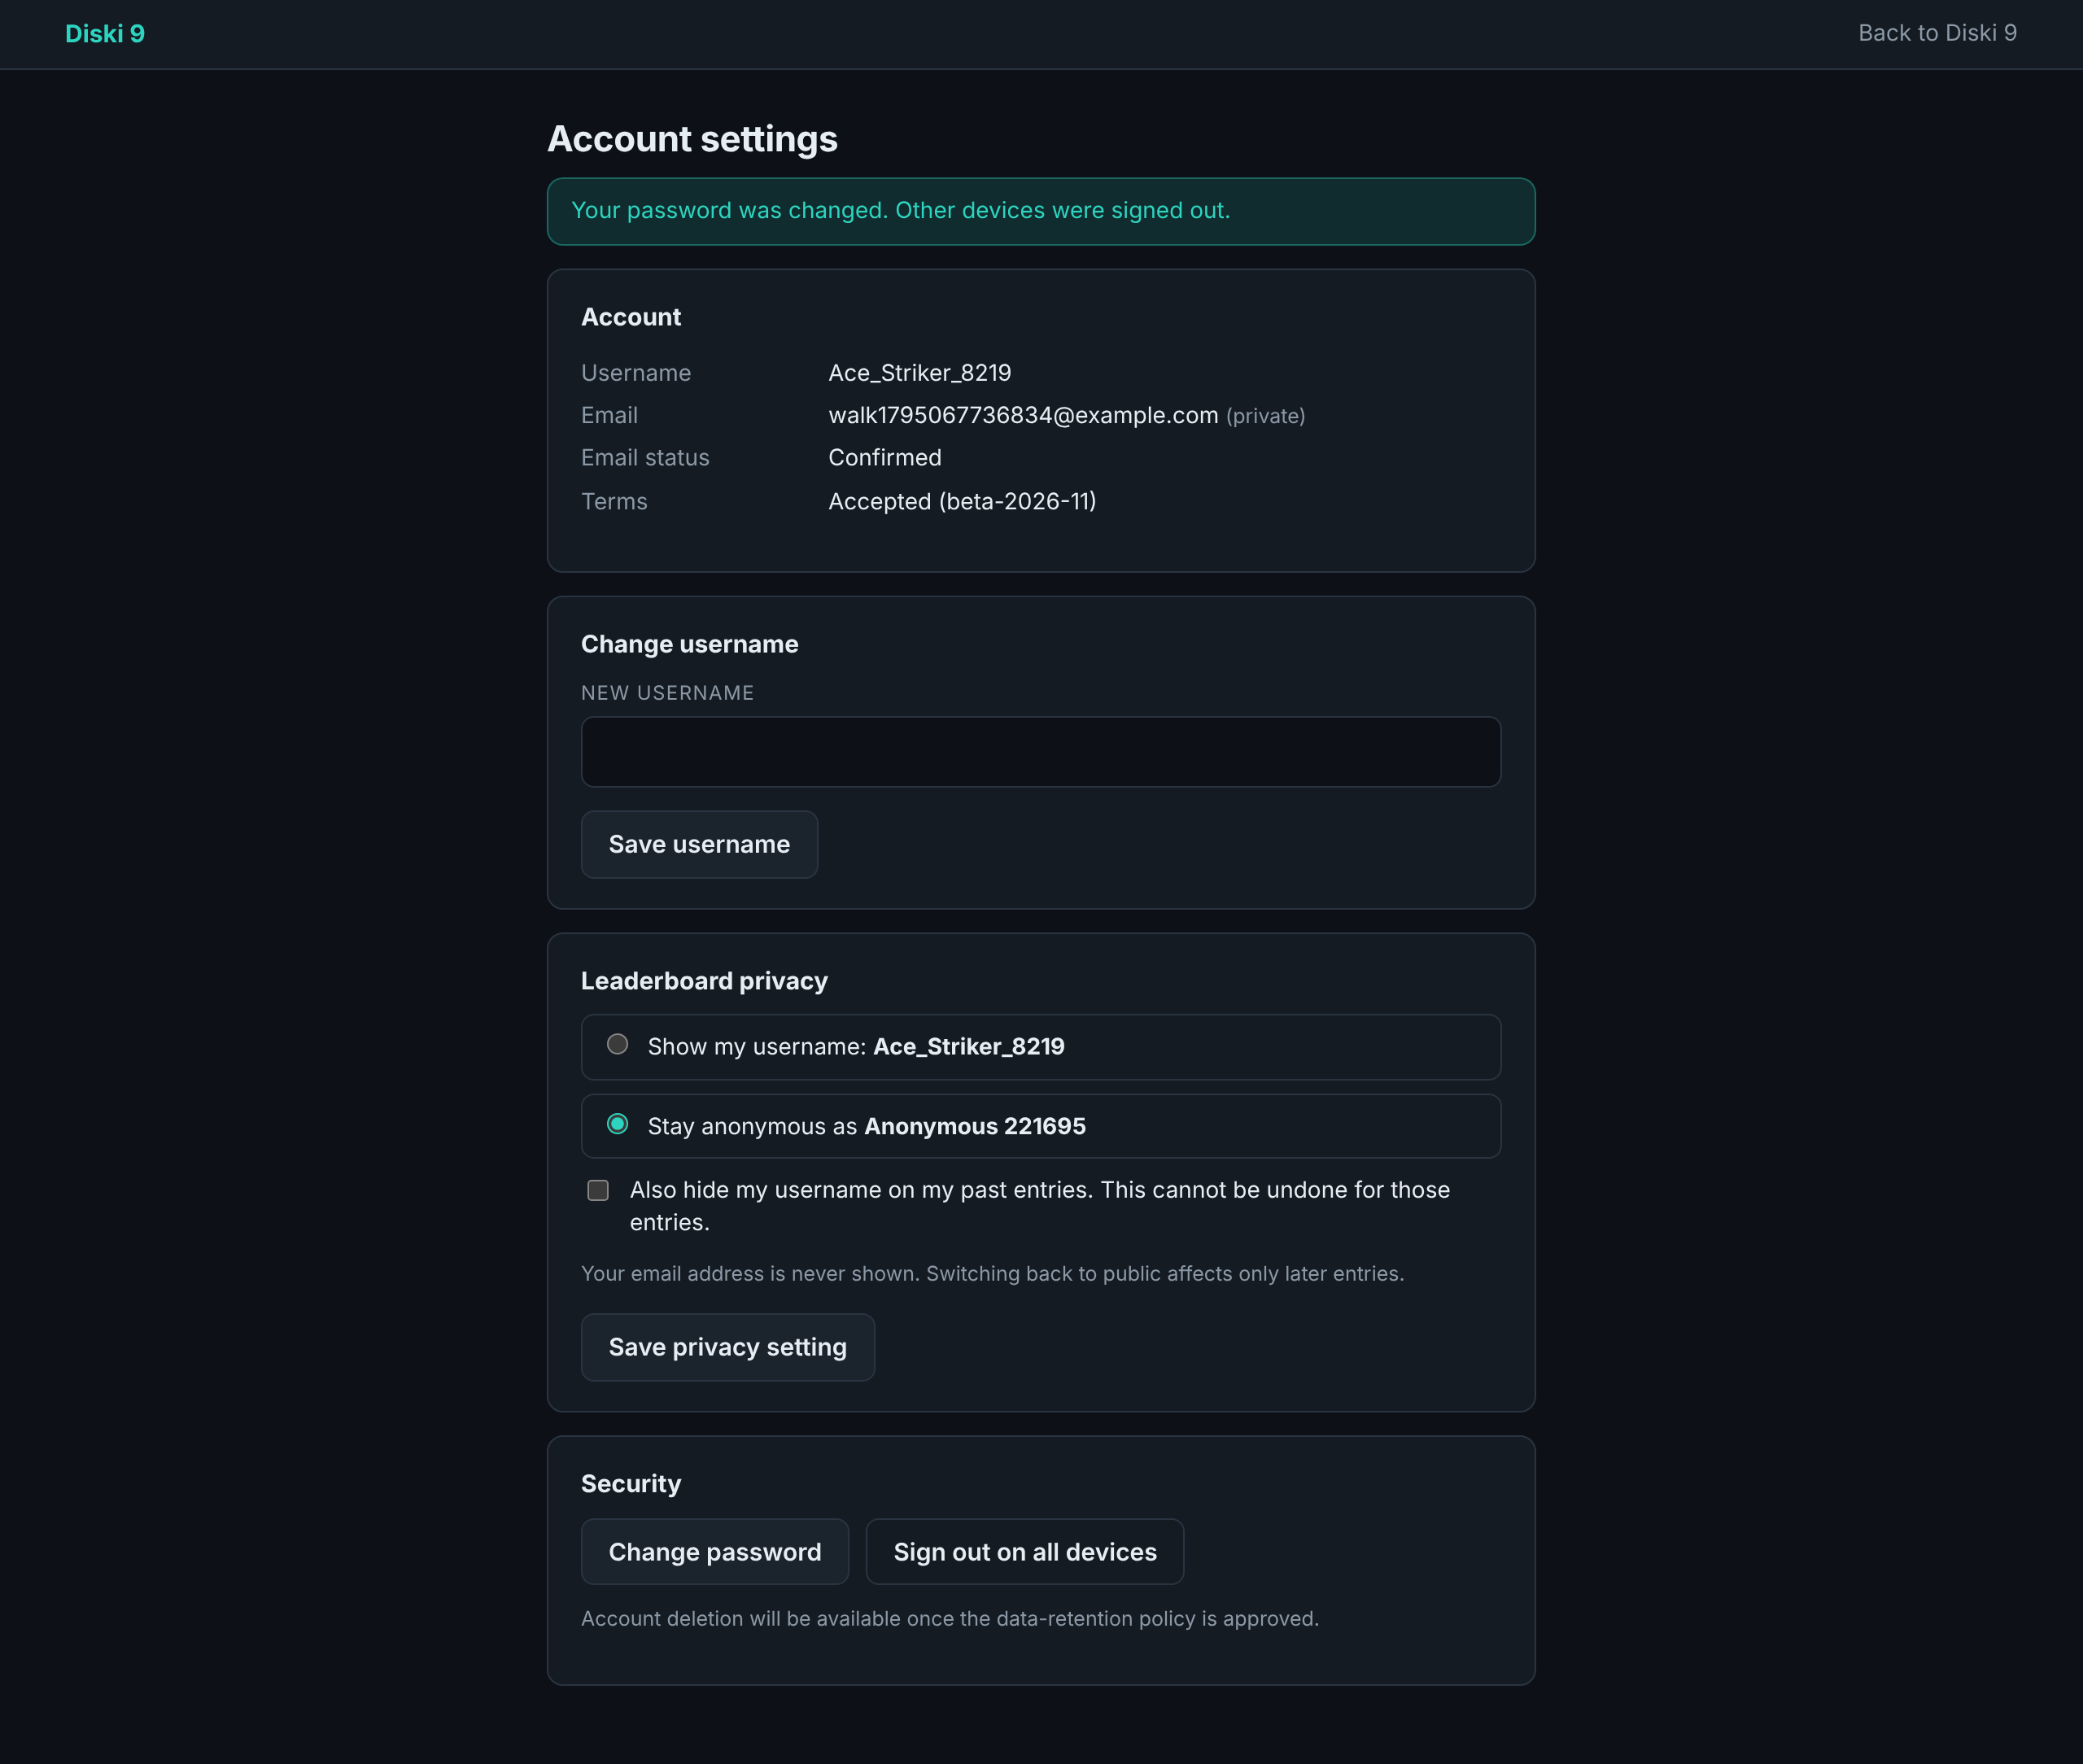 Diski 9
Back to Diski 9
Account settings
Your password was changed. Other devices were signed out.
Account
Username Ace_Striker_8219
Email walk1795067736834@example.com (private)
Email status Confirmed
Terms Accepted (beta-2026-11)
Change username
NEW USERNAME
Save username
Leaderboard privacy
Show my username: Ace_Striker_8219
Stay anonymous as Anonymous 221695
Also hide my username on my past entries. This cannot be undone for those
entries.
Your email address is never shown. Switching back to public affects only later entries.
Save privacy setting
Security
Change password
Sign out on all devices
Account deletion will be available once the data-retention policy is approved.